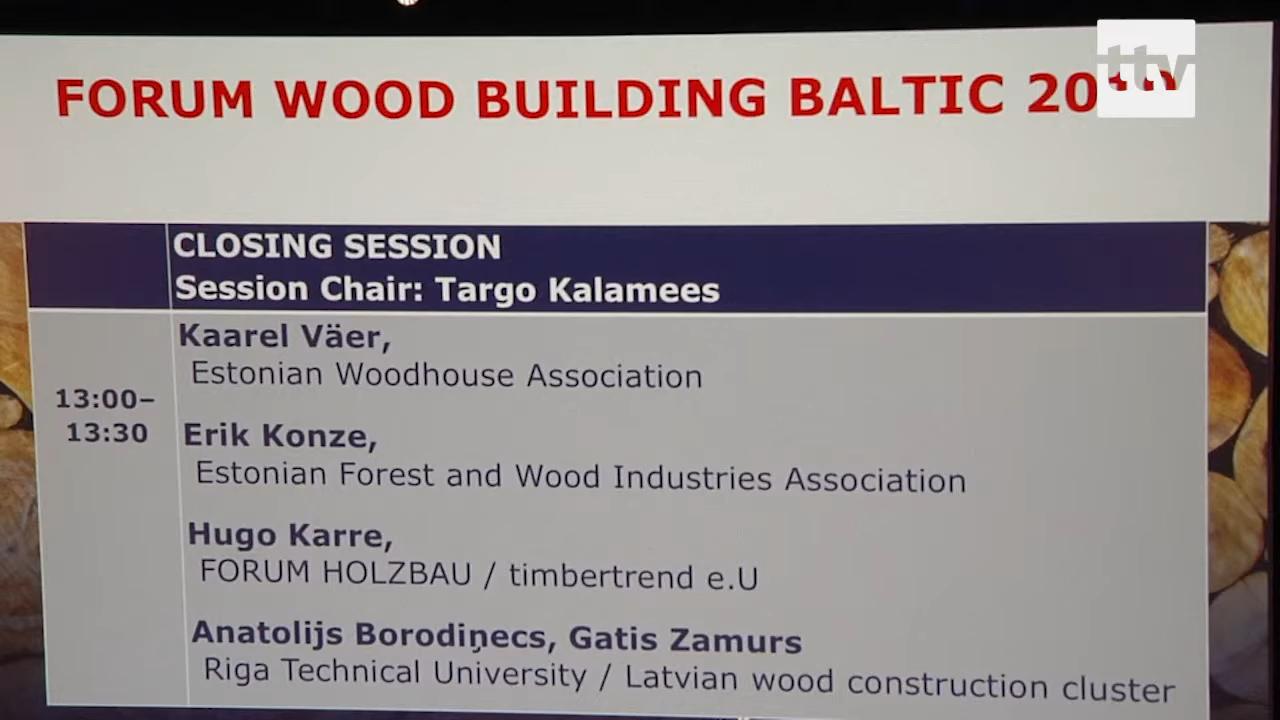 FORUM WOOD BUILDING BALTIC
ttv
CLOSING SESSION
Session Chair: Targo Kalamees
13:00–
13:30
Kaarel Väer,
Estonian Woodhouse Association
Erik Konze,
Estonian Forest and Wood Industries Association
Hugo Karre,
FORUM HOLZBAU / timbertrend e.U
Anatolijs Borodiņecs, Gatis Zamurs
Riga Technical University / Latvian wood construction cluster